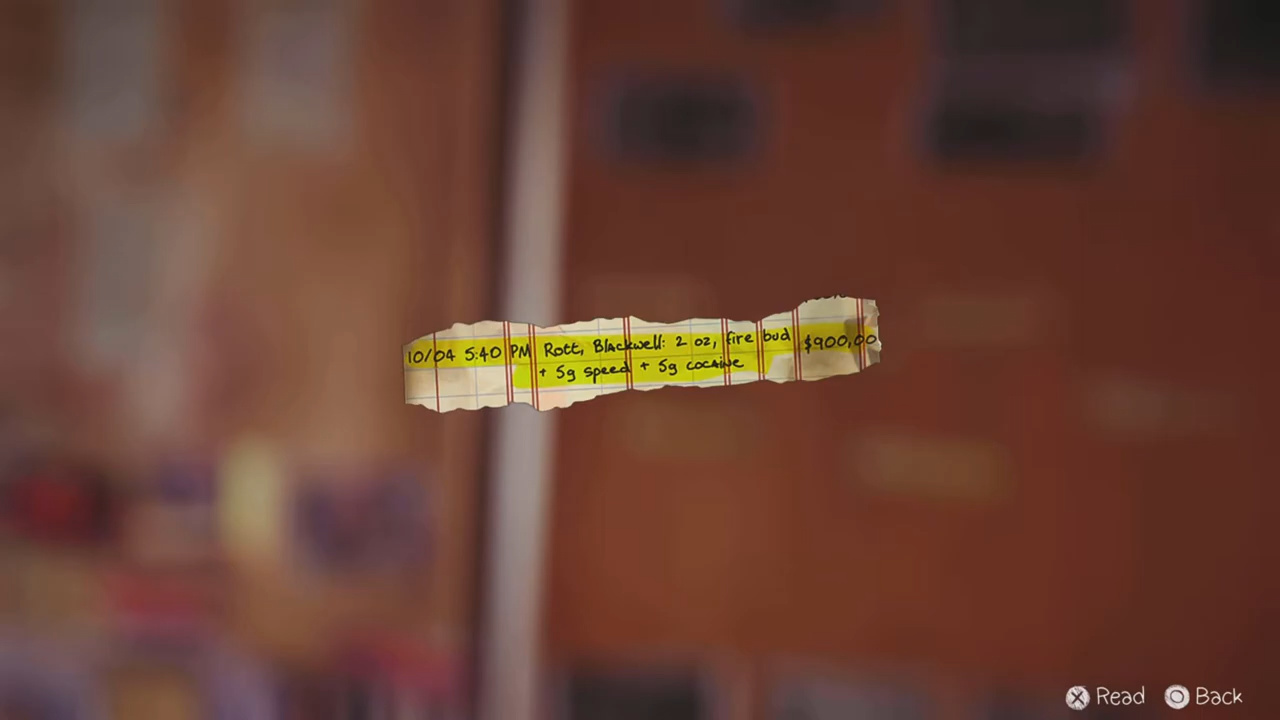 10/04 5:40 PM Rott, Blackwell: 2 oz, fire bud $900,00
+ 5g speed + 5g cocaine
Read Back